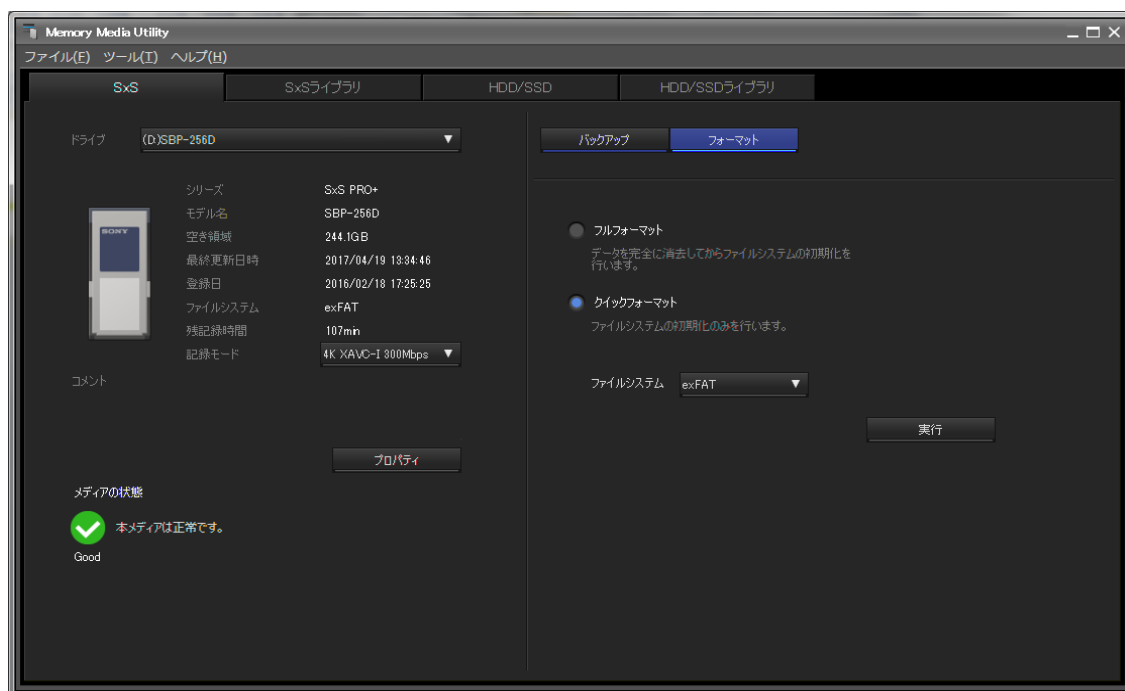 Memory Media Utility
ファイル(F) ツール(T) ヘルプ(H)
SxS SxSライブラリ HDD/SSD HDD/SSDライブラリ
ドライブ (D:)SBP-256D
バックアップ フォーマット
シリーズ SxS PRO+
モデル名 SBP-256D
空き領域 244.1GB
最終更新日時 2017/04/19 13:34:46
登録日 2016/02/18 17:25:25
ファイルシステム exFAT
残記録時間 107min
記録モード 4K XAVC-I 300Mbps
コメント
SONY
プロパティ
メディアの状態
本メディアは正常です。
Good
フルフォーマット
データを完全に消去してからファイルシステムの初期化を
行います。
クイックフォーマット
ファイルシステムの初期化のみを行います。
ファイルシステム exFAT
実行